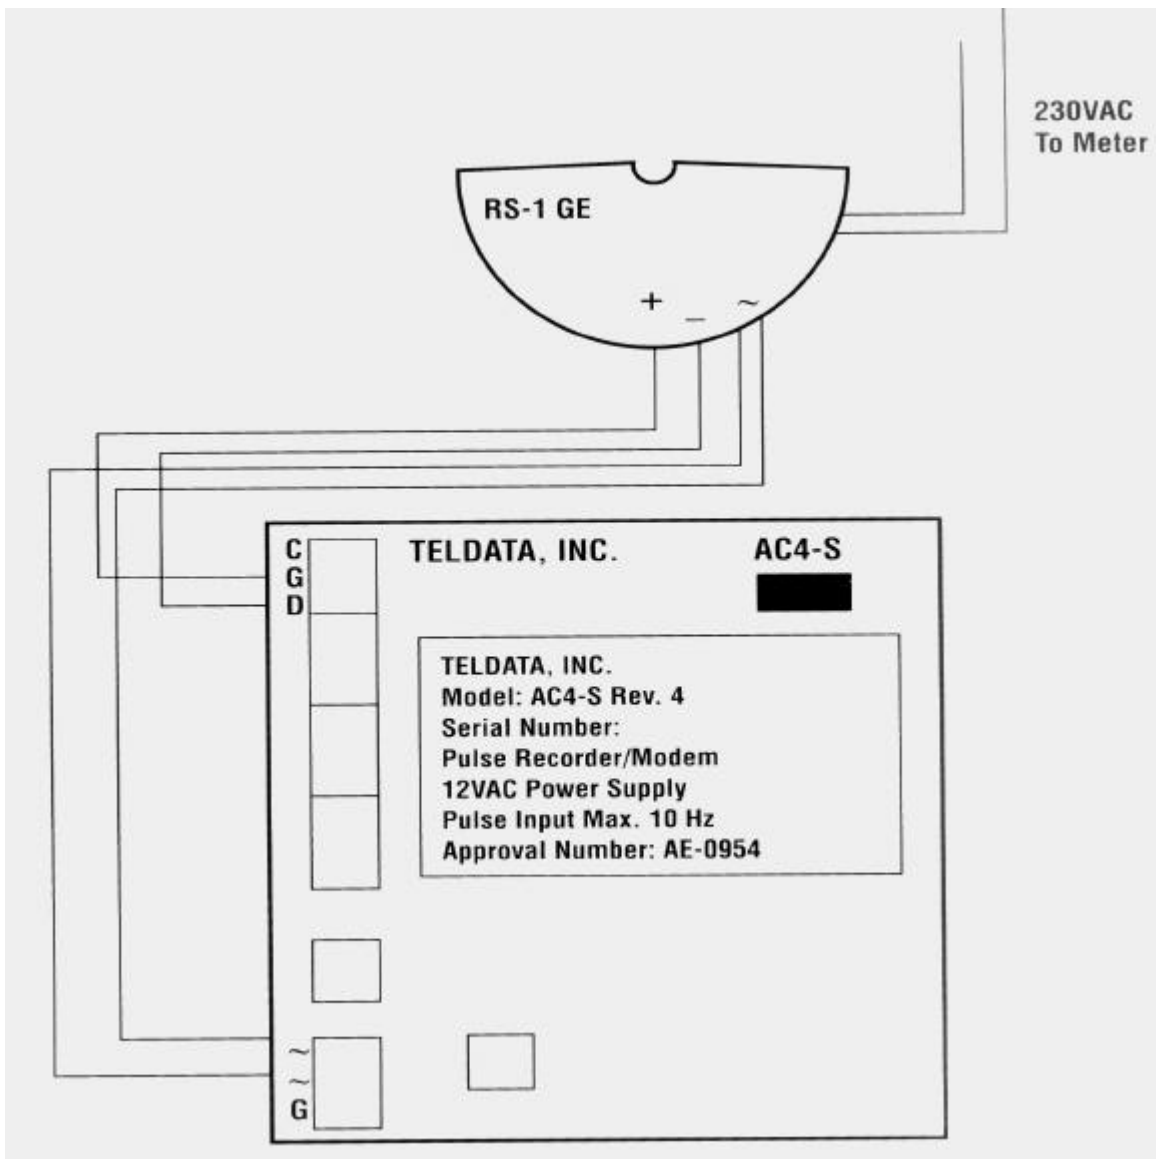 230VAC
To Meter
RS-1 GE
+
–
~
C
G
D
TELDATA, INC.
AC4-S
TELDATA, INC.
Model: AC4-S Rev. 4
Serial Number:
Pulse Recorder/Modem
12VAC Power Supply
Pulse Input Max. 10 Hz
Approval Number: AE-0954
~
~
G